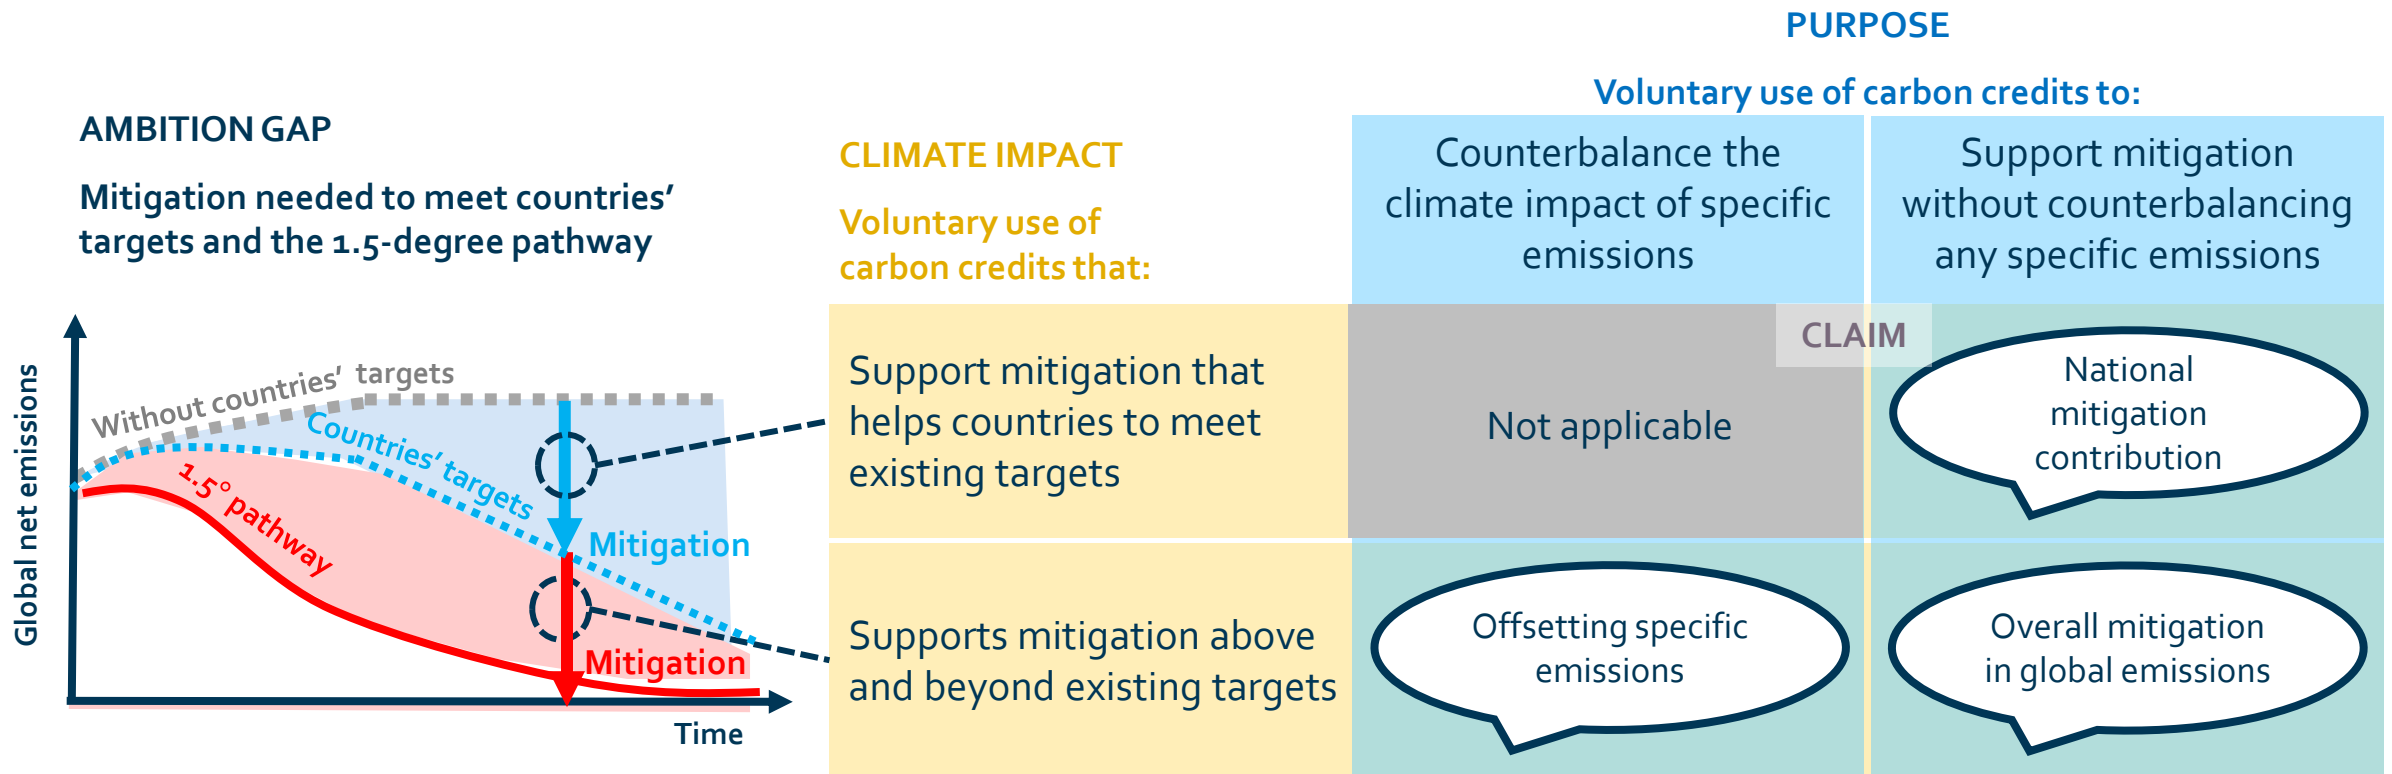 PURPOSE
Voluntary use of carbon credits to:
AMBITION GAP
Mitigation needed to meet countries’
targets and the 1.5-degree pathway
CLIMATE IMPACT
Voluntary use of
carbon credits that:
Counterbalance the
climate impact of specific
emissions
Support mitigation
without counterbalancing
any specific emissions
Global net emissions
Without countries’ targets
Countries’ targets
1.5° pathway
Mitigation
Mitigation
Time
Support mitigation that
helps countries to meet
existing targets
Not applicable
CLAIM
National
mitigation
contribution
Supports mitigation above
and beyond existing targets
Offsetting specific
emissions
Overall mitigation
in global emissions